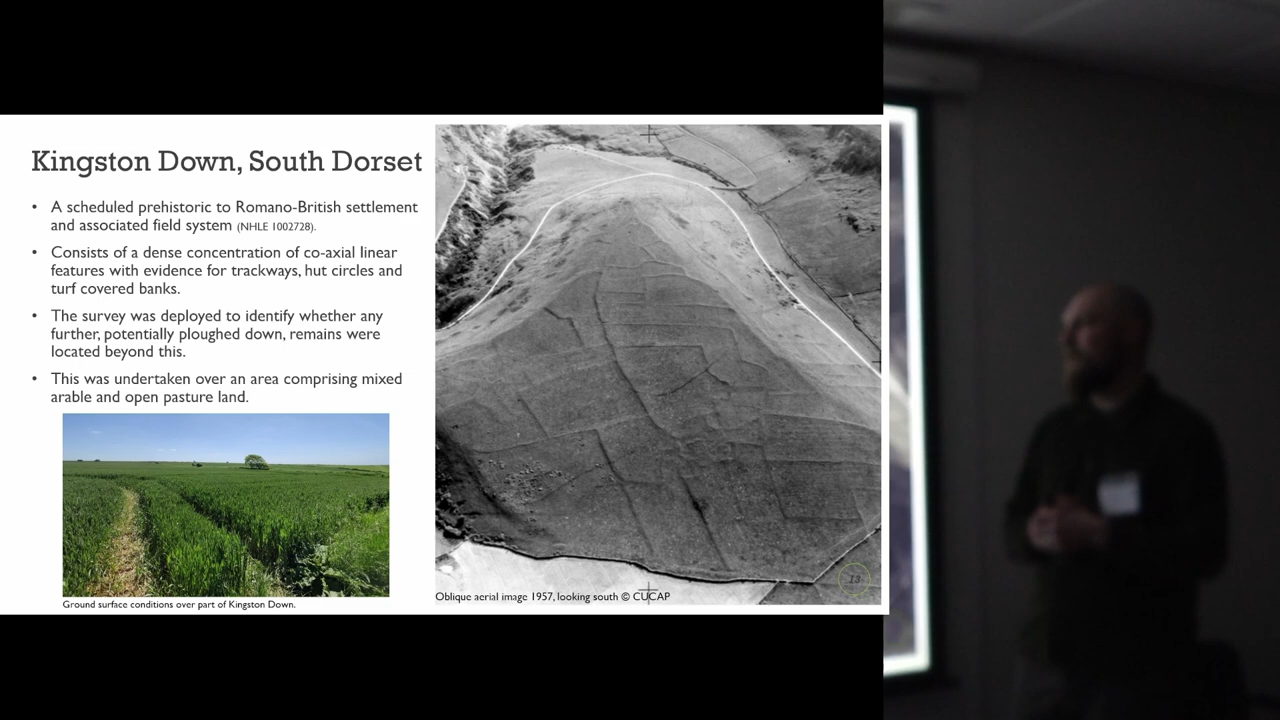 Kingston Down, South Dorset
• A scheduled prehistoric to Romano-British settlement
and associated field system (NHLE 1002728).
• Consists of a dense concentration of co-axial linear
features with evidence for trackways, hut circles and
turf covered banks.
• The survey was deployed to identify whether any
further, potentially ploughed down, remains were
located beyond this.
• This was undertaken over an area comprising mixed
arable and open pasture land.
Ground surface conditions over part of Kingston Down.
Oblique aerial image 1957, looking south © CUCAP
13